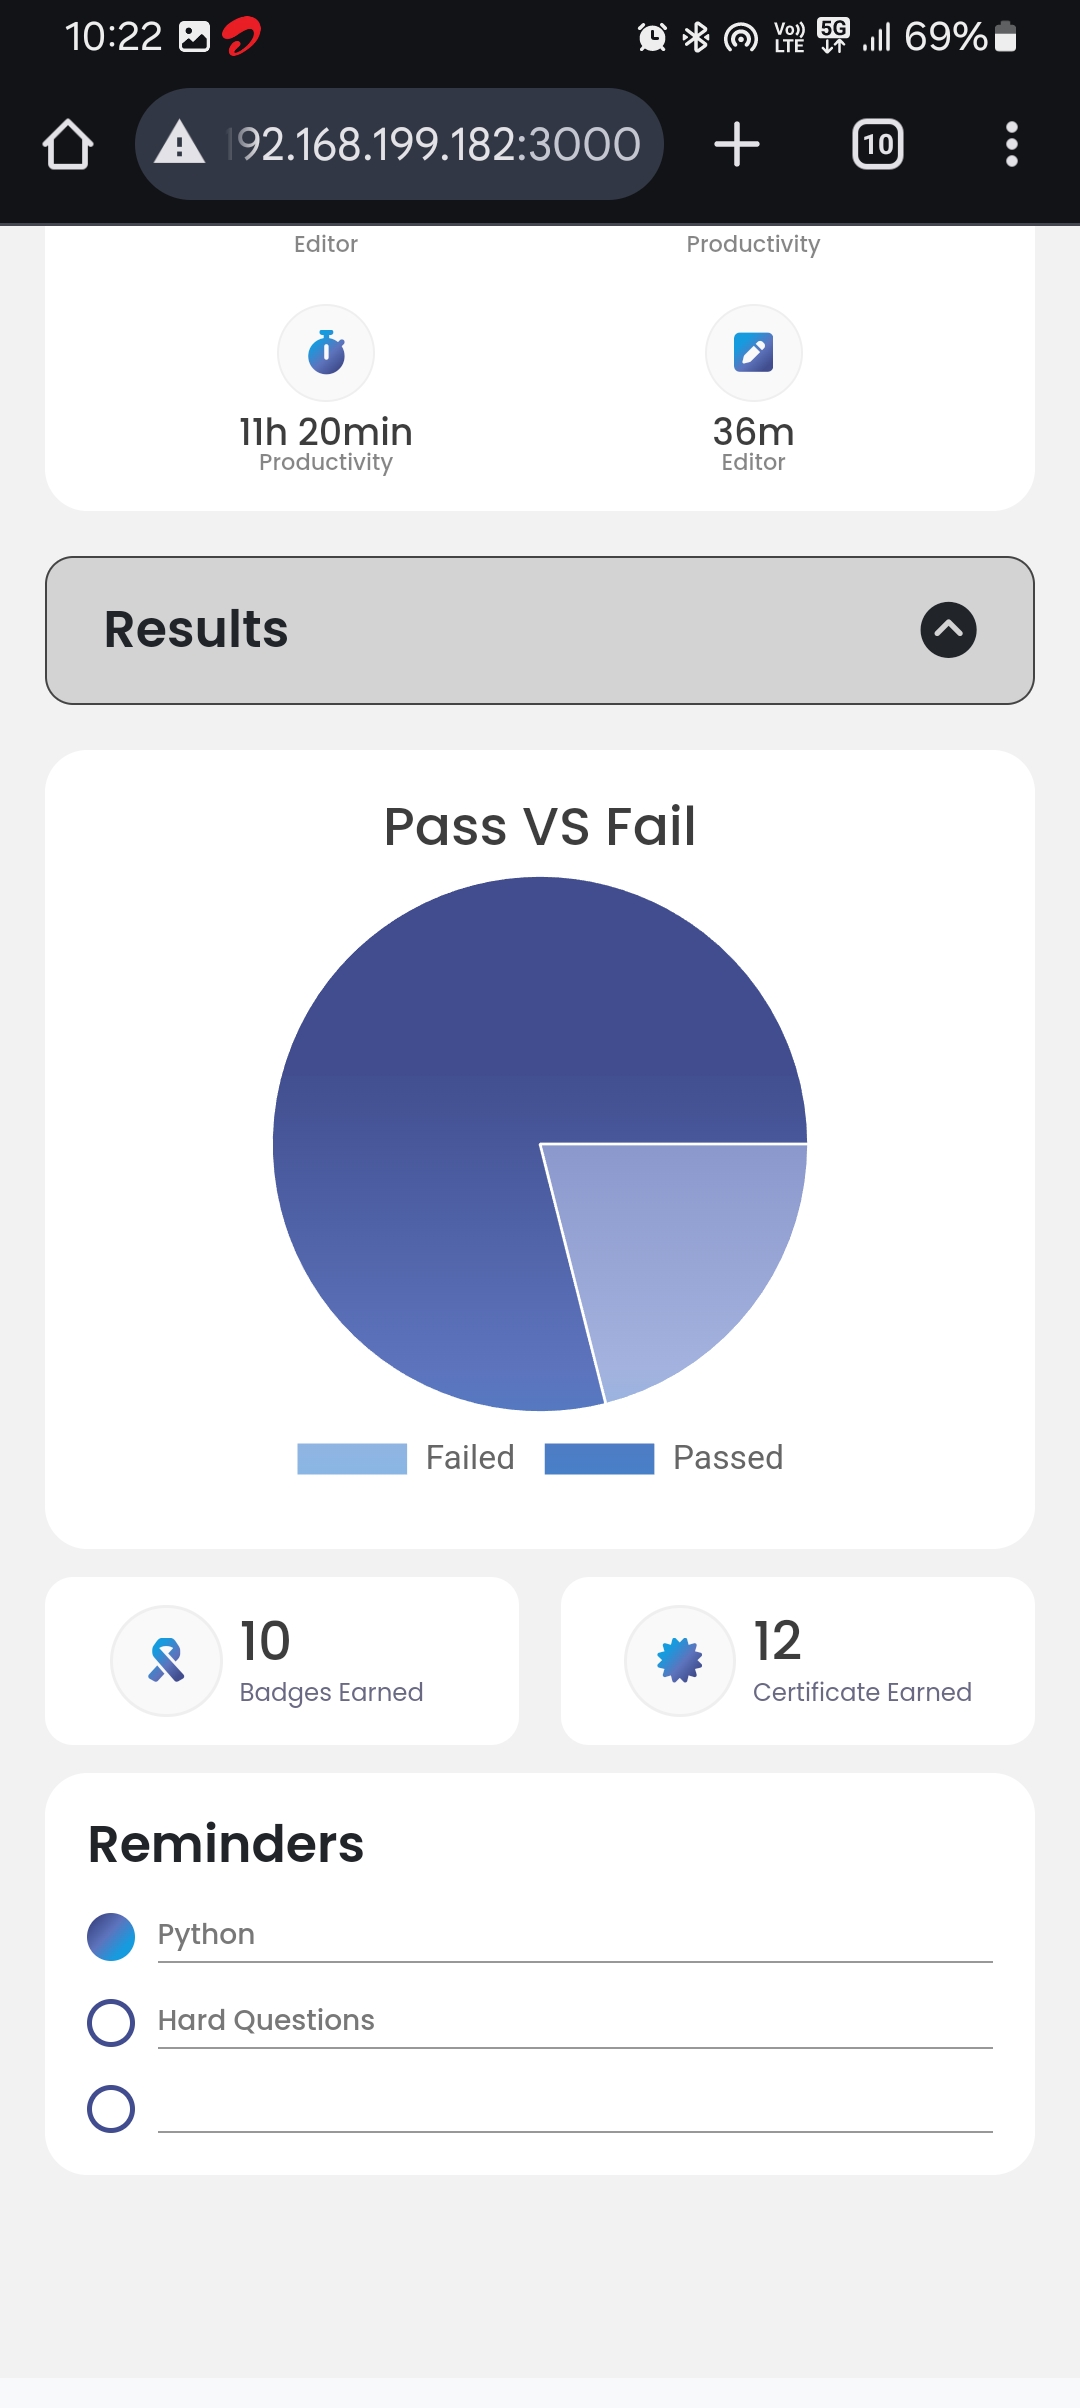 10:22 Vo)) LTE 5G 69%
192.168.199.182:3000 10
Editor Productivity
11h 20min 36m
Productivity Editor
Results
Pass VS Fail
Failed Passed
10 12
Badges Earned Certificate Earned
Reminders
Python
Hard Questions